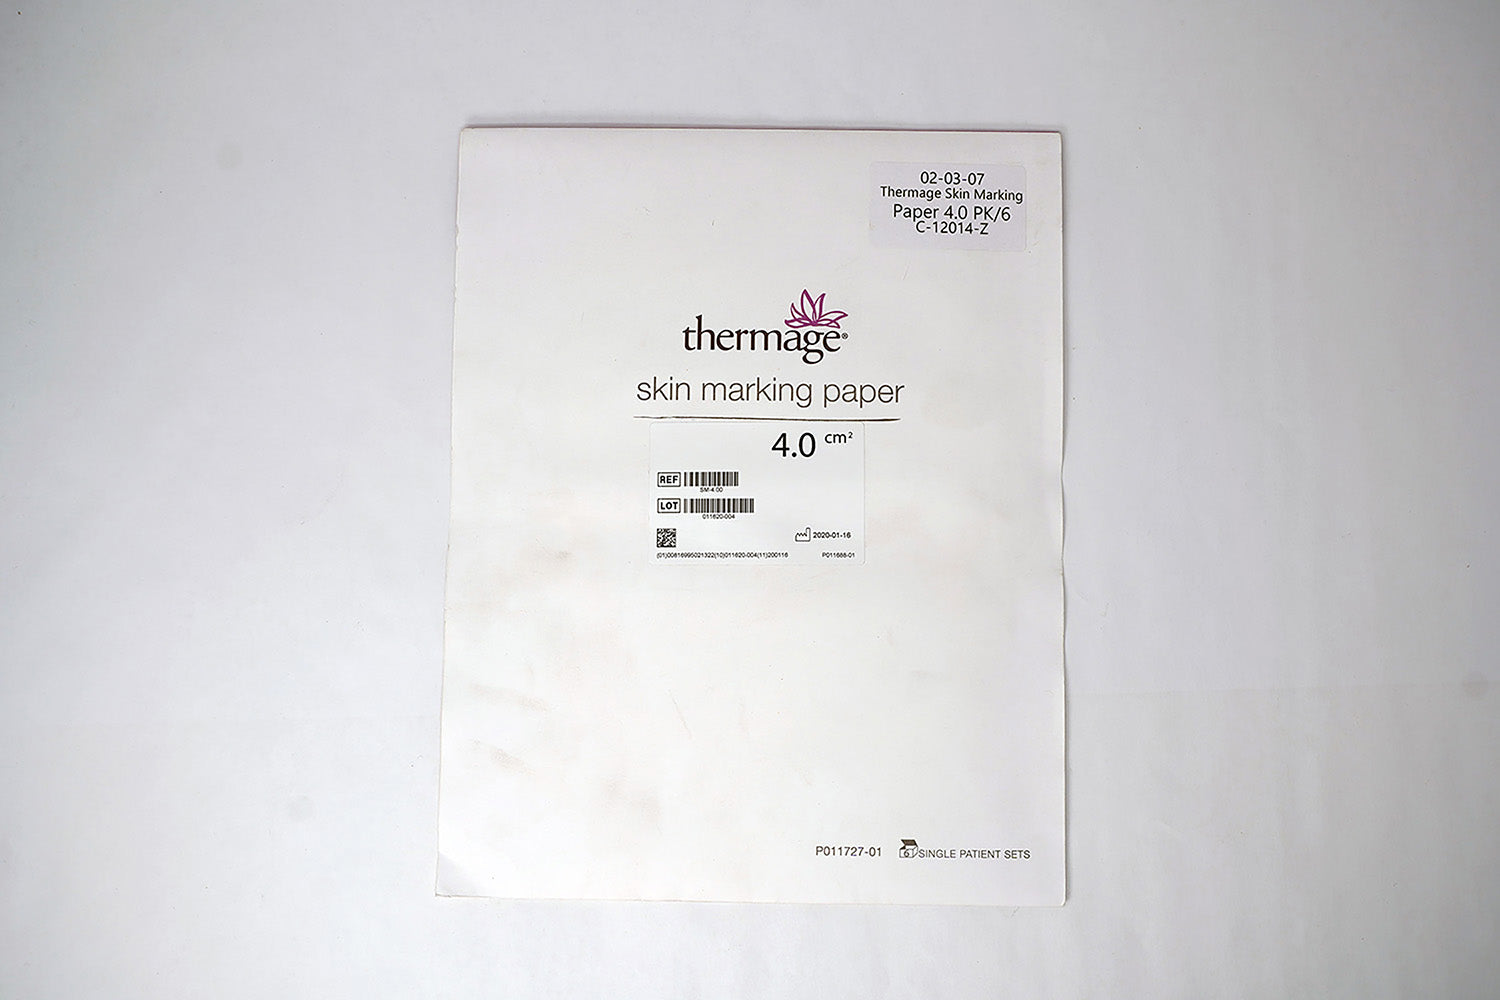 02-03-07
Thermage Skin Marking
Paper 4.0 PK/6
C-12014-Z
thermage®
skin marking paper
4.0 cm²
REF
SM-4.00
LOT
011620-004
2020-01-16
(01)00816995021322(10)011620-004(11)200116 P011688-01
P011727-01 6 SINGLE PATIENT SETS